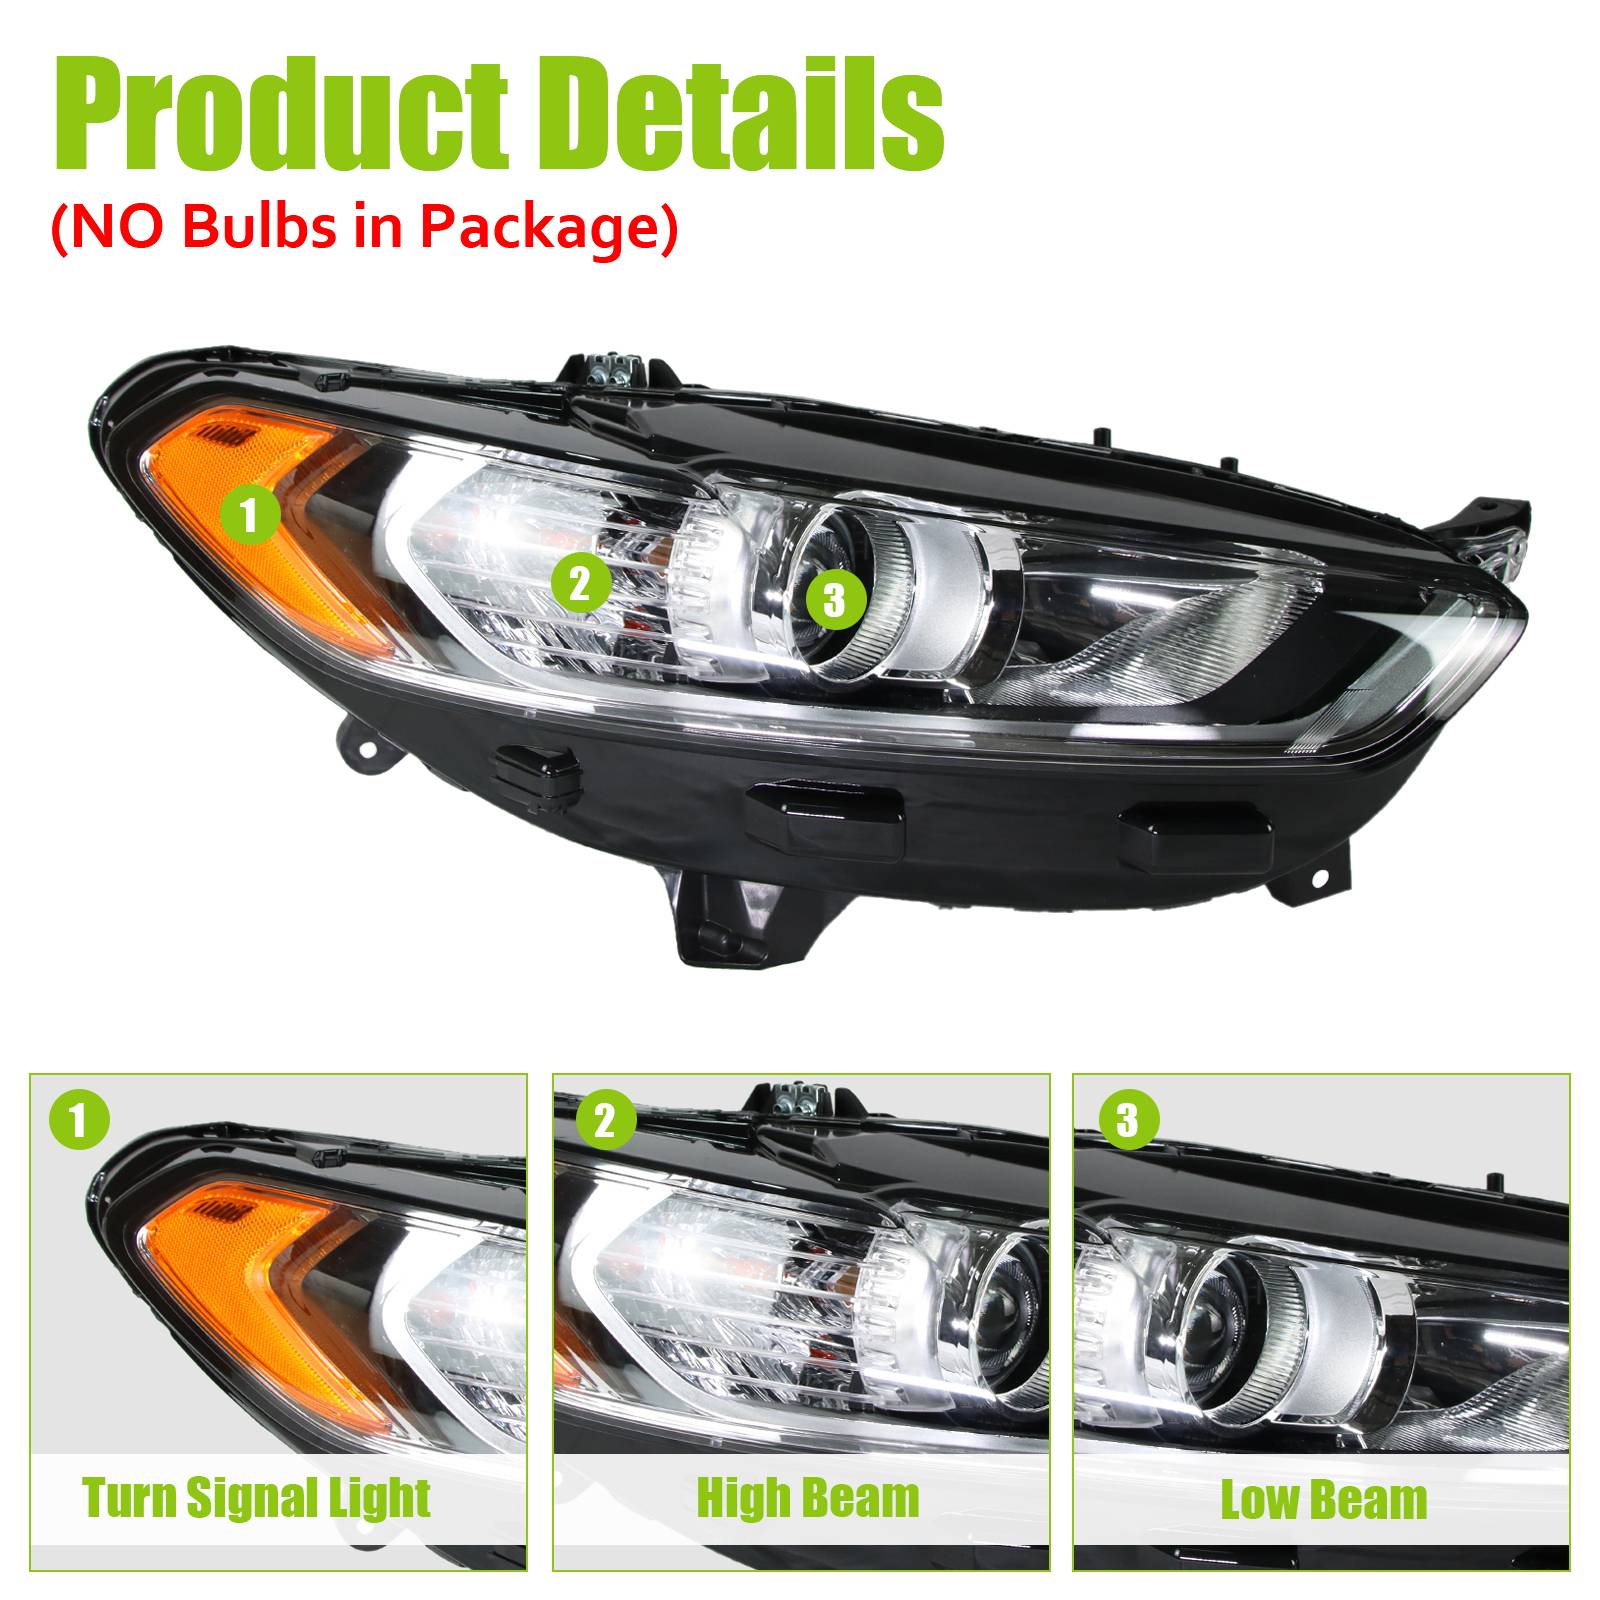 Product Details
(NO Bulbs in Package)
1
2
3
1
2
3
Turn Signal Light
High Beam
Low Beam